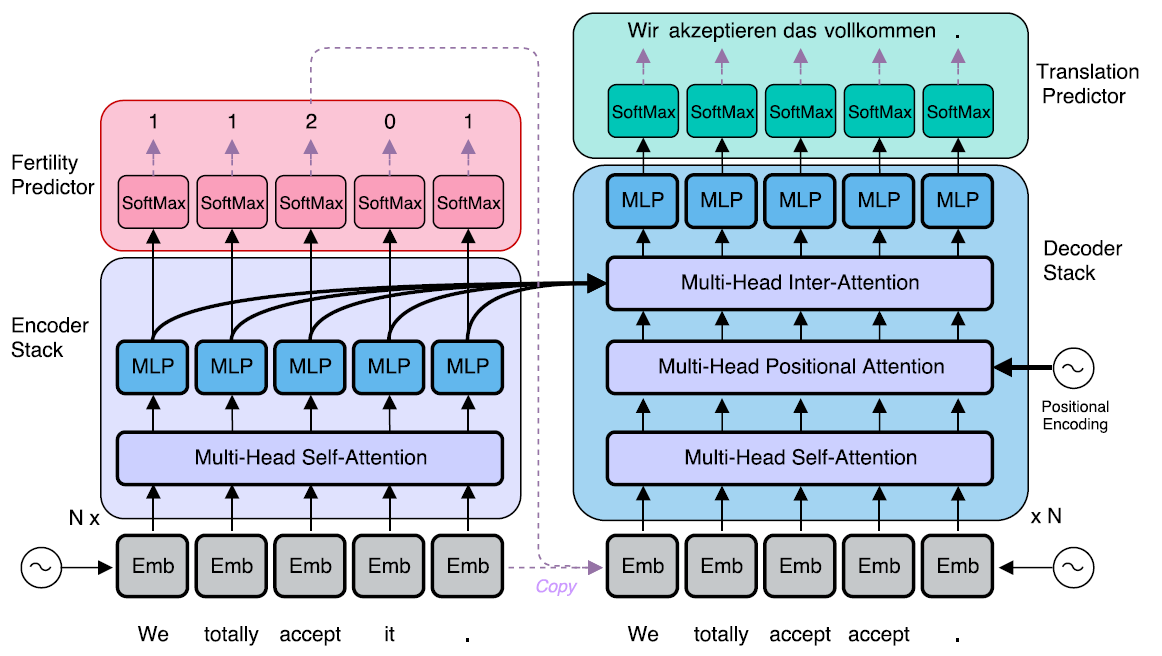 Wir akzeptieren das vollkommen .
SoftMax SoftMax SoftMax SoftMax SoftMax
Translation
Predictor
1 1 2 0 1
SoftMax SoftMax SoftMax SoftMax SoftMax
Fertility
Predictor
MLP MLP MLP MLP MLP
Multi-Head Inter-Attention
Decoder
Stack
Encoder
Stack
MLP MLP MLP MLP MLP
Multi-Head Positional Attention
Positional
Encoding
Multi-Head Self-Attention
Multi-Head Self-Attention
N x
x N
Emb Emb Emb Emb Emb
Copy
Emb Emb Emb Emb Emb
We totally accept it .
We totally accept accept .